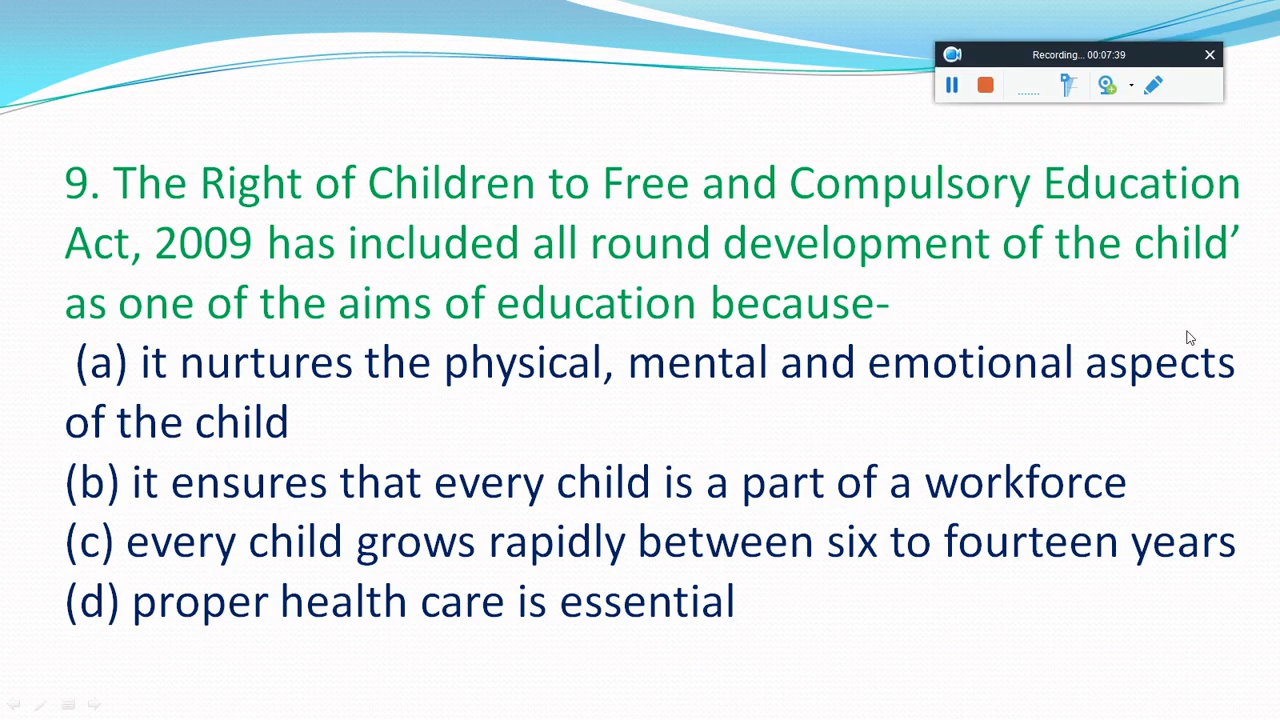 Recording... 00:07:39
9. The Right of Children to Free and Compulsory Education
Act, 2009 has included all round development of the child’
as one of the aims of education because-
(a) it nurtures the physical, mental and emotional aspects
of the child
(b) it ensures that every child is a part of a workforce
(c) every child grows rapidly between six to fourteen years
(d) proper health care is essential